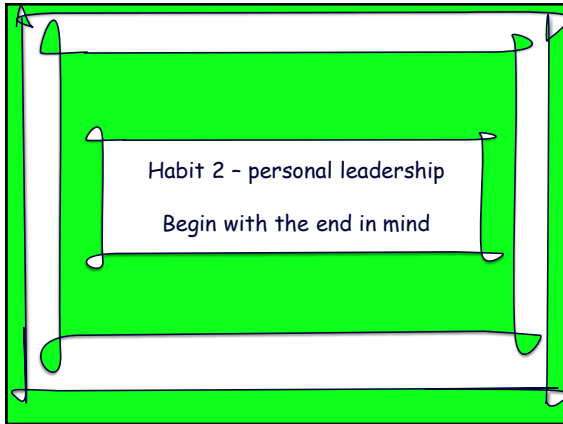 Habit 2 – personal leadership
Begin with the end in mind